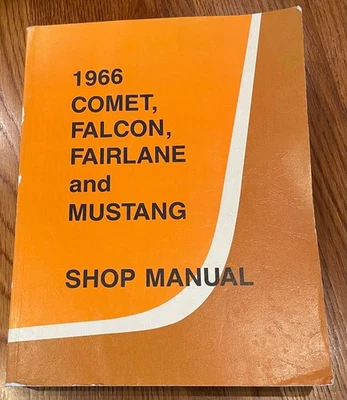 1966
COMET,
FALCON,
FAIRLANE
and
MUSTANG
SHOP MANUAL